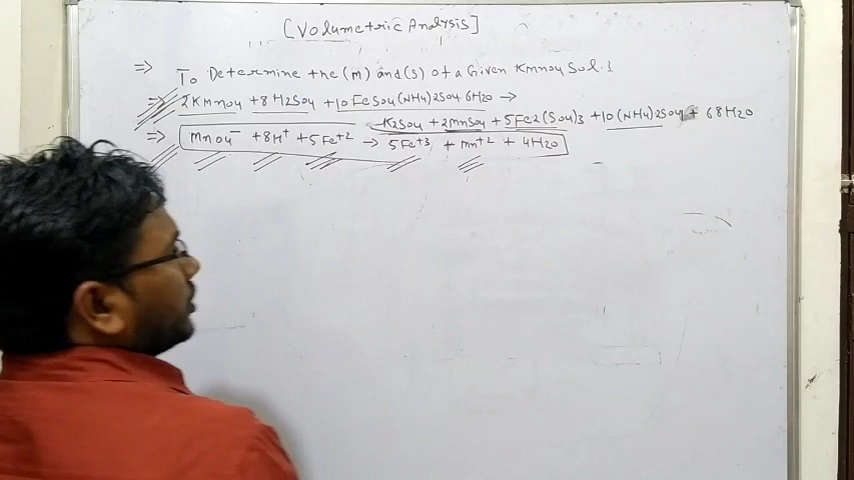 [Volumetric Analysis]
⇒ To Determine the (m) and (s) of a Given Kmno4 Sol.
⇒ 2KMnO4 + 8H2SO4 + 10FeSO4(NH4)2SO4 6H2O →
K2SO4 + 2MnSO4 + 5Fe2(SO4)3 + 10(NH4)2SO4 + 68H2O
⇒ MnO4⁻ + 8H⁺ + 5Fe⁺² → 5Fe⁺³ + Mn⁺² + 4H2O